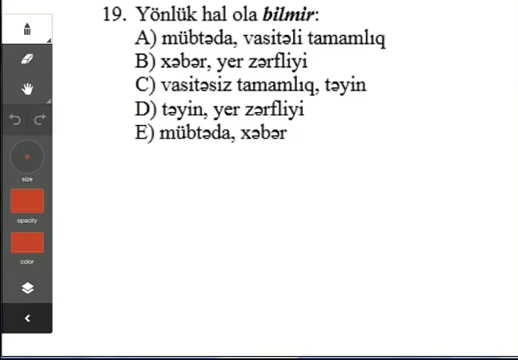 19. Yönlük hal ola bilmir:
A) mübtəda, vasitəli tamamlıq
B) xəbər, yer zərfliyi
C) vasitəsiz tamamlıq, təyin
D) təyin, yer zərfliyi
E) mübtəda, xəbər
size
opacity
color